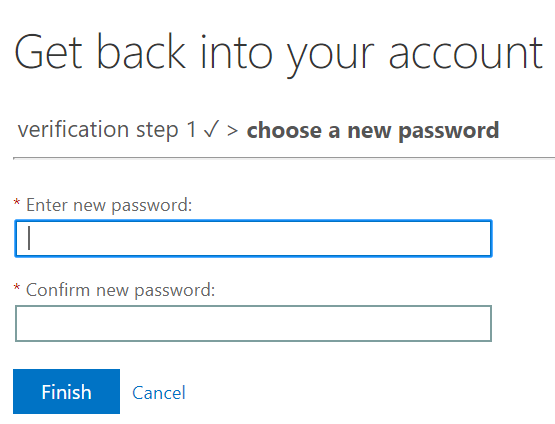 Get back into your account
verification step 1 ✓ > choose a new password
* Enter new password:
* Confirm new password:
Finish Cancel